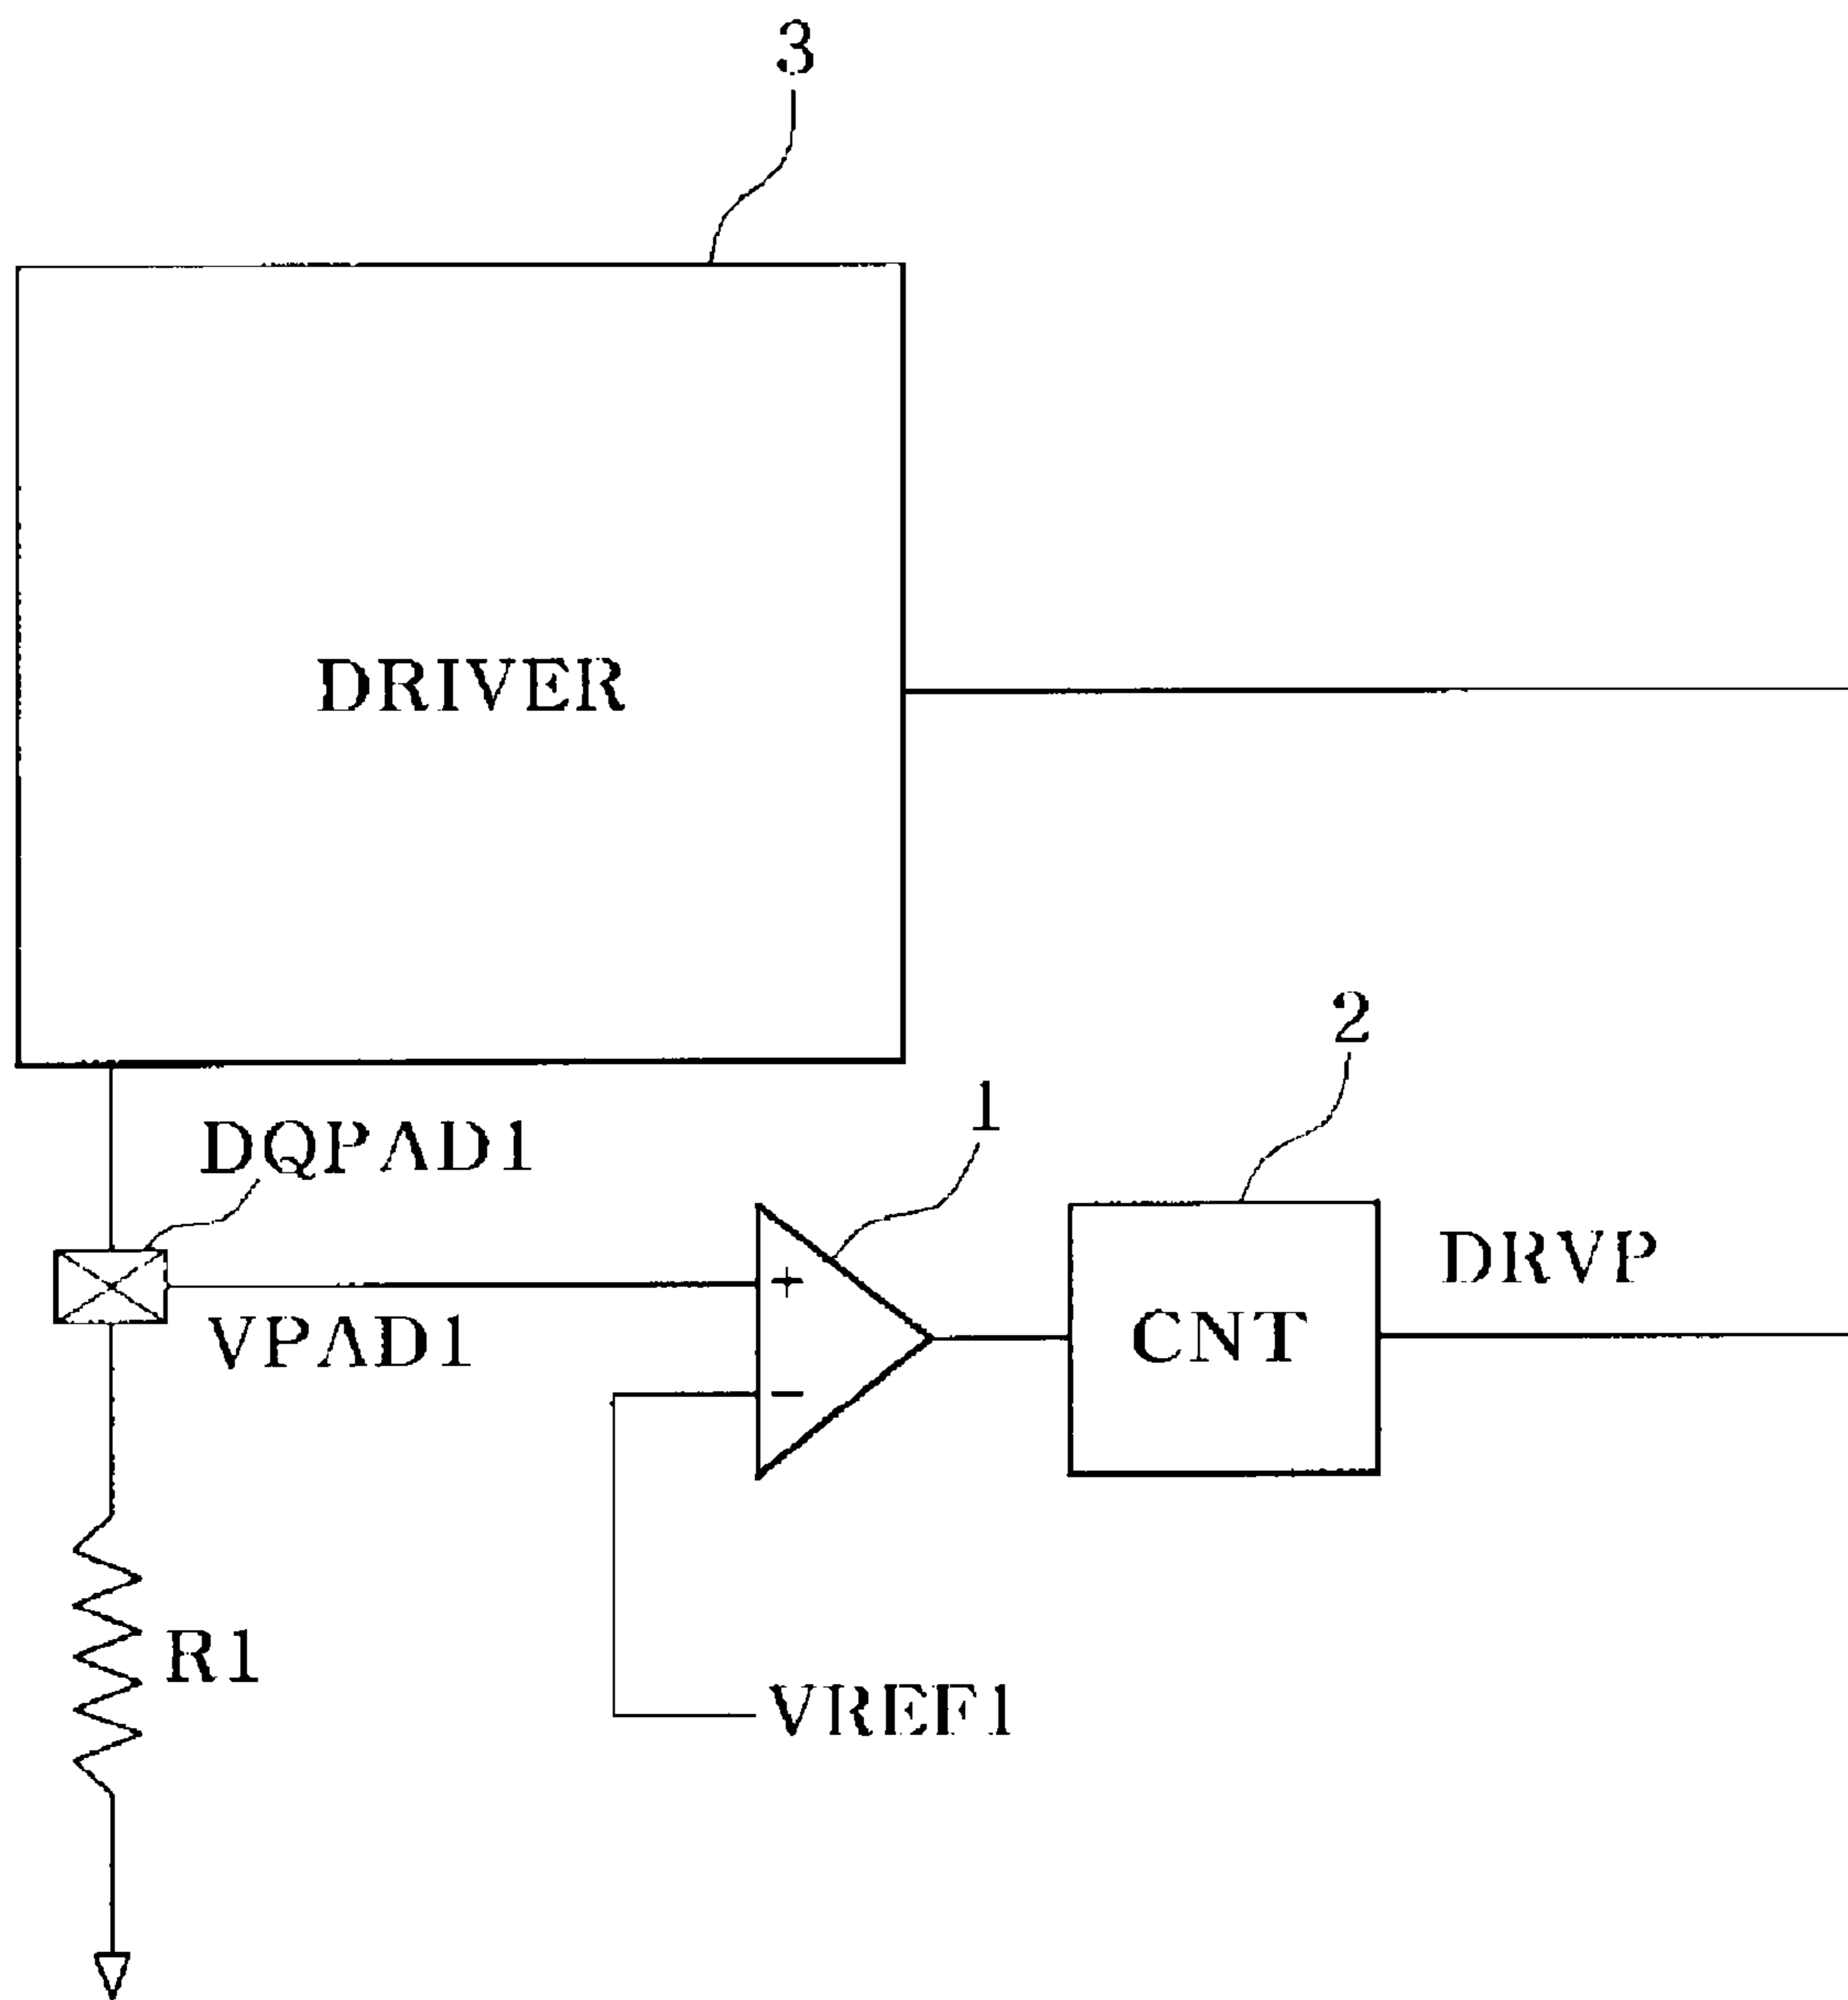 3
DRIVER
2
1
DQPAD1
DRVP
+
CNT
VPAD1
−
R1
VREF1